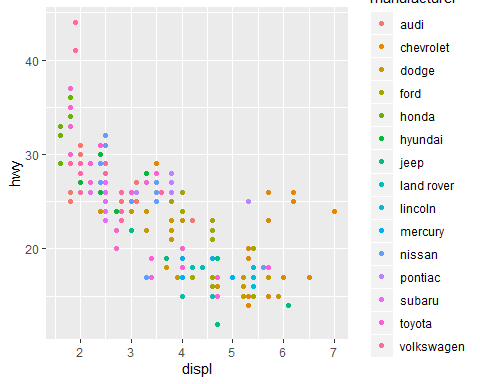 manufacturer
audi
chevrolet
dodge
ford
honda
hyundai
jeep
land rover
lincoln
mercury
nissan
pontiac
subaru
toyota
volkswagen
hwy
40
30
20
2 3 4 5 6 7
displ